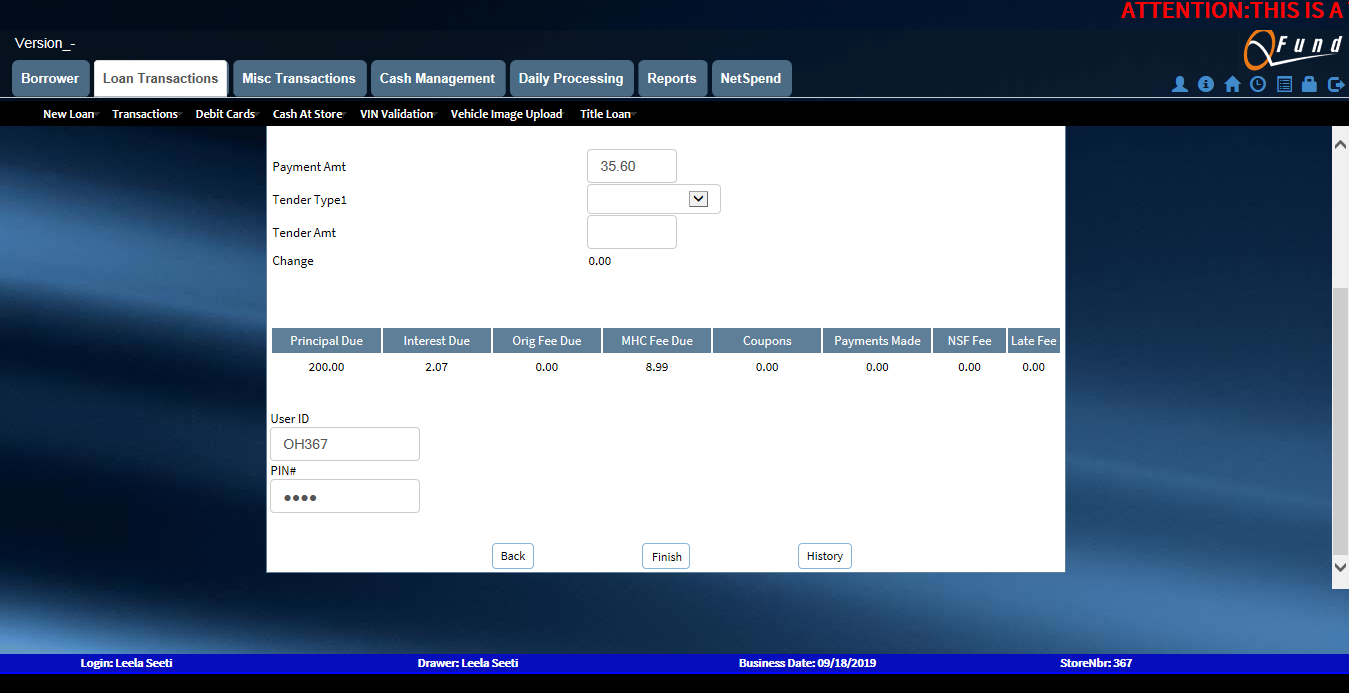 ATTENTION:THIS IS A
Version_-
QFund
Borrower Loan Transactions Misc Transactions Cash Management Daily Processing Reports NetSpend
New Loan Transactions Debit Cards Cash At Store VIN Validation Vehicle Image Upload Title Loan
Payment Amt 35.60
Tender Type1
Tender Amt
Change 0.00
Principal Due Interest Due Orig Fee Due MHC Fee Due Coupons Payments Made NSF Fee Late Fee
200.00 2.07 0.00 8.99 0.00 0.00 0.00 0.00
User ID
OH367
PIN#
●●●●
Back Finish History
Login: Leela Seeti Drawer: Leela Seeti Business Date: 09/18/2019 StoreNbr: 367